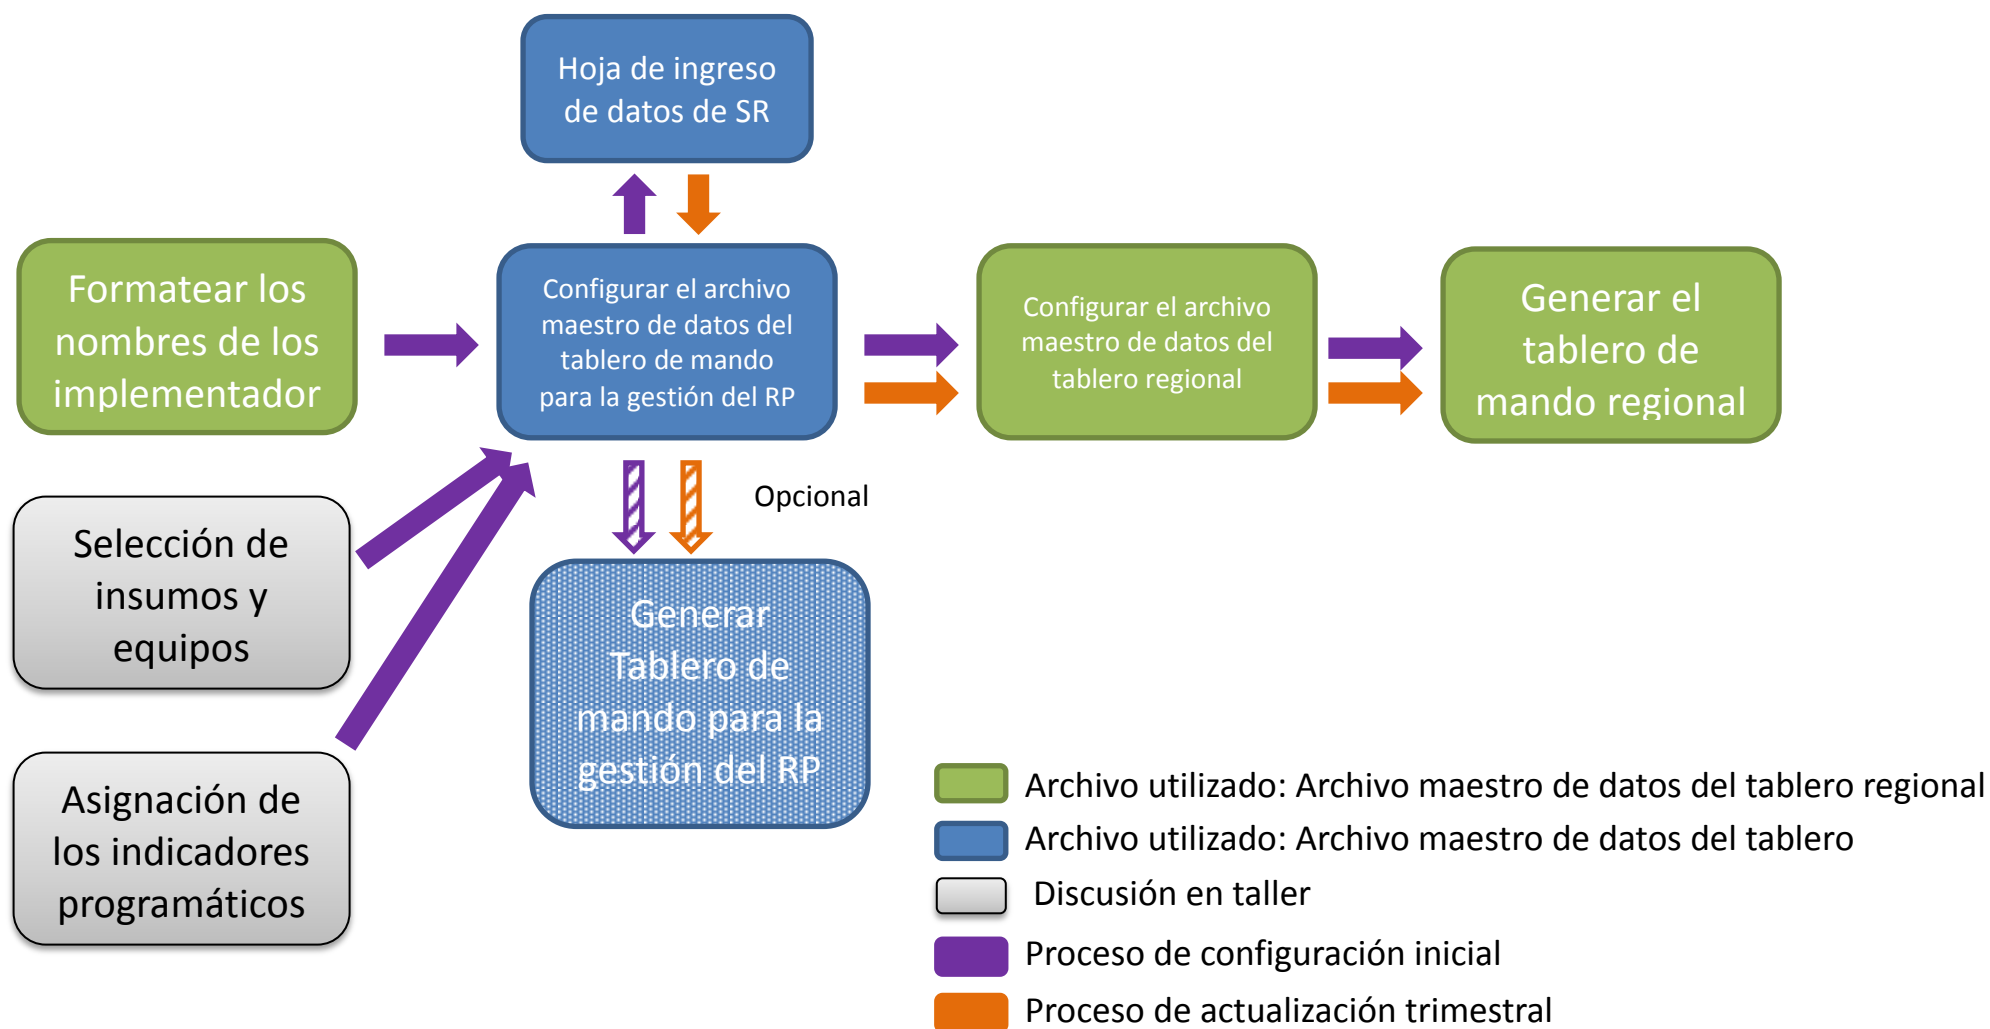 Hoja de ingreso
de datos de SR
Formatear los
nombres de los
implementador
Configurar el archivo
maestro de datos del
tablero de mando
para la gestión del RP
Configurar el archivo
maestro de datos del
tablero regional
Generar el
tablero de
mando regional
Opcional
Selección de
insumos y
equipos
Generar
Tablero de
mando para la
gestión del RP
Asignación de
los indicadores
programáticos
Archivo utilizado: Archivo maestro de datos del tablero regional
Archivo utilizado: Archivo maestro de datos del tablero
Discusión en taller
Proceso de configuración inicial
Proceso de actualización trimestral